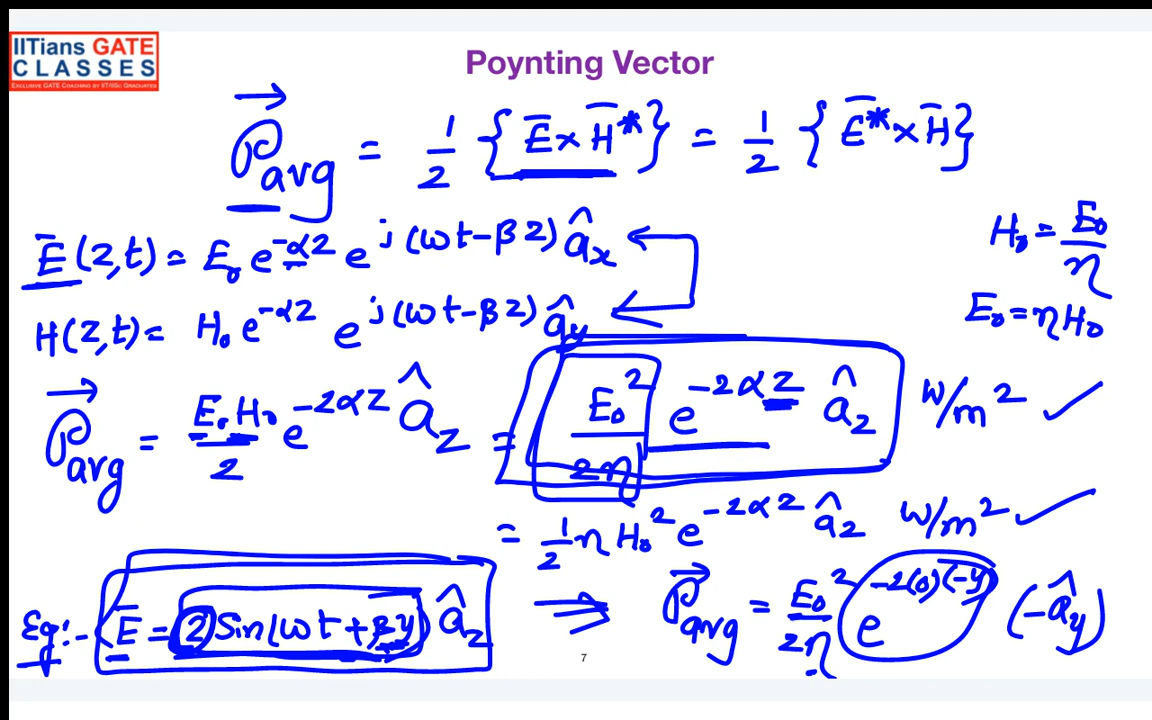 IITians GATE
CLASSES
EXCLUSIVE GATE COACHING BY IIT/IISc GRADUATES
Poynting Vector
P⃗avg = 1/2 {E̅ × H̅*} = 1/2 {E̅* × H̅}
E̅(z,t) = E₀ e^-αz e^j(ωt-βz) âx
H₀ = E₀/η
H(z,t) = H₀ e^-αz e^j(ωt-βz) ây
E₀ = ηH₀
P⃗avg = E₀H₀/2 e^-2αz âz = E₀²/2η e^-2αz âz W/m² ✓
= 1/2 η H₀² e^-2αz âz W/m² ✓
Eg:- E̅ = 2 Sin(ωt + βy) âz ⇒ P⃗avg = E₀²/2η e^-2(0)(-y) (-ây)
7